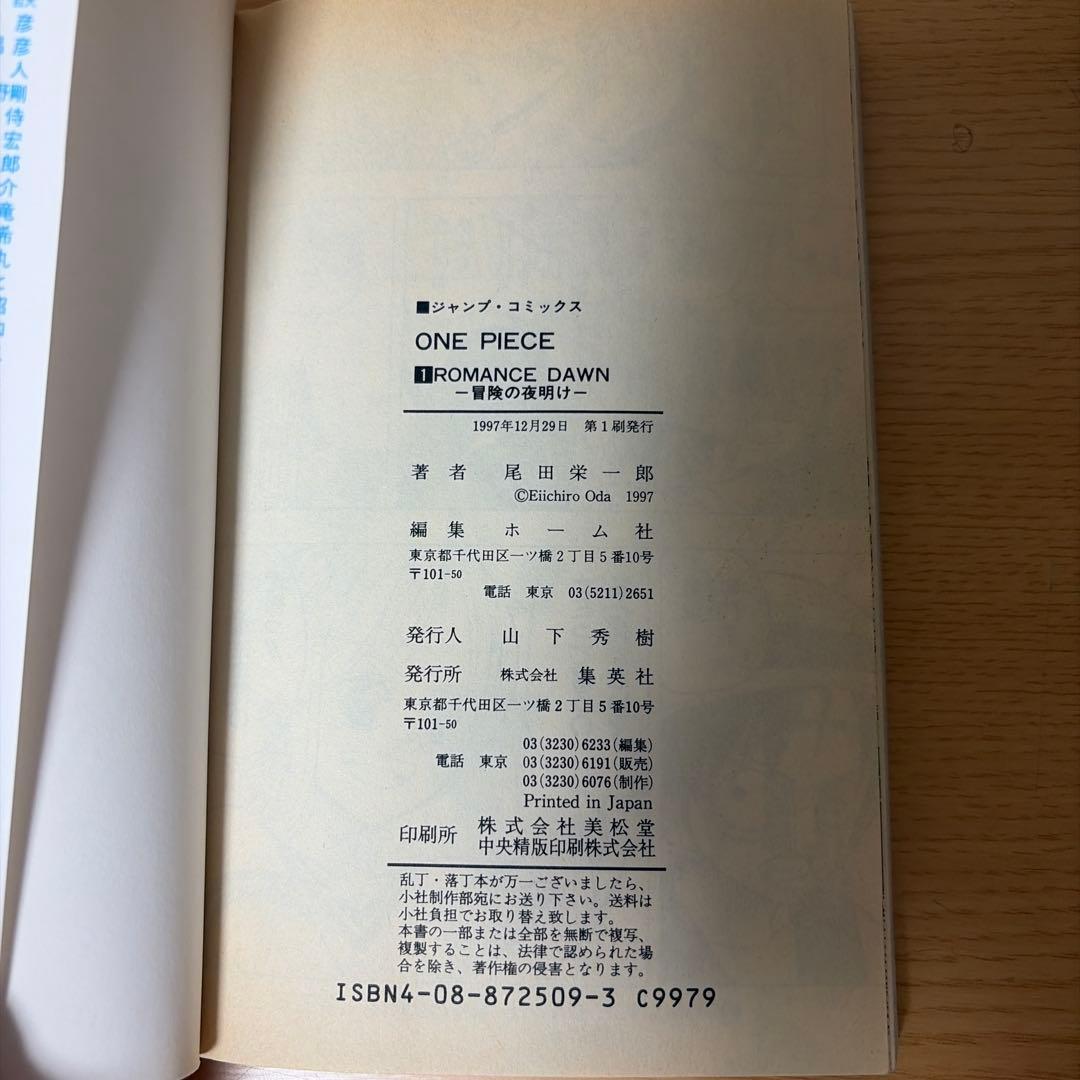 ■ジャンプ・コミックス
ONE PIECE
1 ROMANCE DAWN
―冒険の夜明け―
1997年12月29日 第1刷発行
著者 尾田栄一郎
©Eiichiro Oda 1997
編集 ホーム社
東京都千代田区一ツ橋2丁目5番10号
〒101-50
電話 東京 03(5211)2651
発行人 山下秀樹
発行所 株式会社 集英社
東京都千代田区一ツ橋2丁目5番10号
〒101-50
03(3230)6233(編集)
電話 東京 03(3230)6191(販売)
03(3230)6076(制作)
Printed in Japan
印刷所 株式会社美松堂
中央精版印刷株式会社
乱丁・落丁本が万一ございましたら、
小社制作部宛にお送り下さい。送料は
小社負担でお取り替え致します。
本書の一部または全部を無断で複写、
複製することは、法律で認められた場
合を除き、著作権の侵害となります。
ISBN4-08-872509-3 C9979
彦
彦
人
剛
侍
宏
郎
介
竜
希
丸